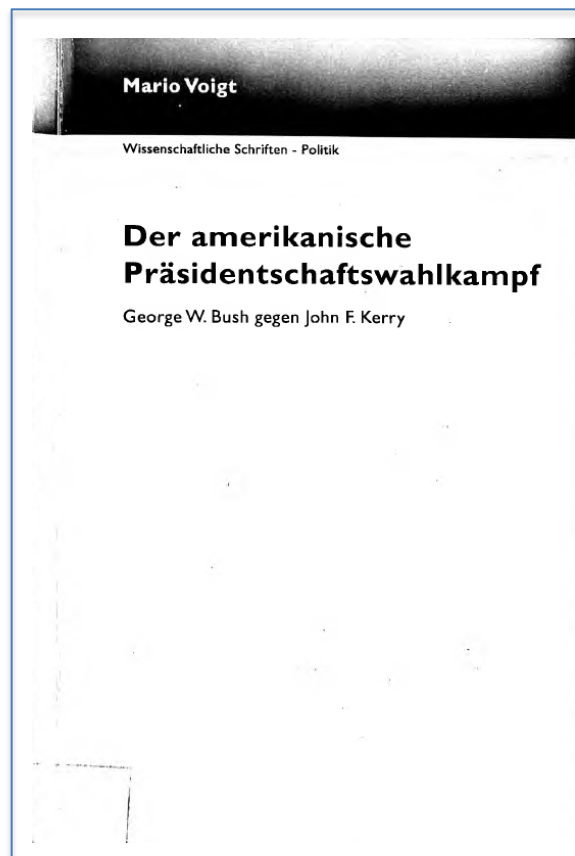 Mario Voigt
Wissenschaftliche Schriften - Politik
Der amerikanische
Präsidentschaftswahlkampf
George W. Bush gegen John F. Kerry